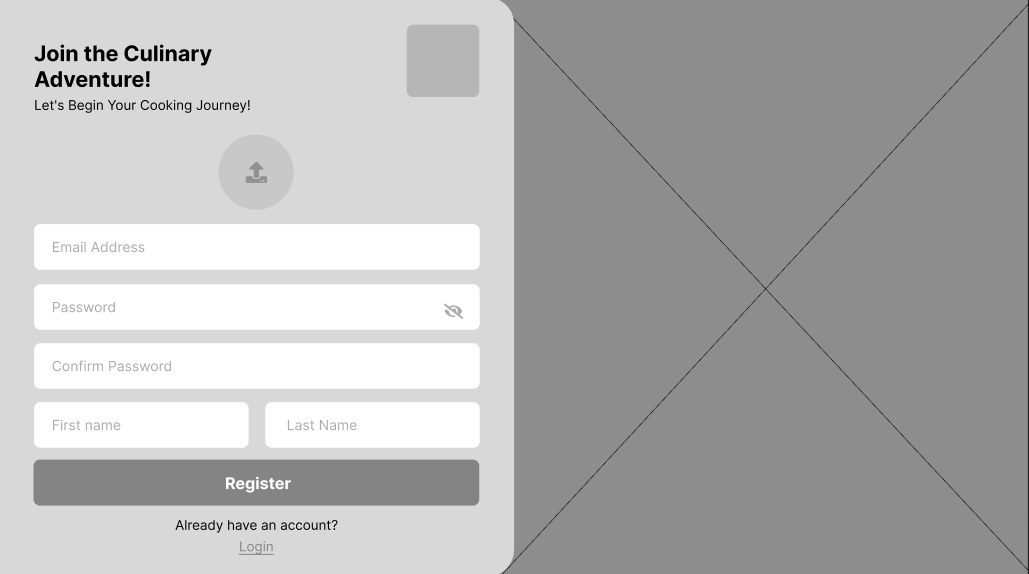 Join the Culinary
Adventure!
Let's Begin Your Cooking Journey!
Email Address
Password
Confirm Password
First name
Last Name
Register
Already have an account?
Login